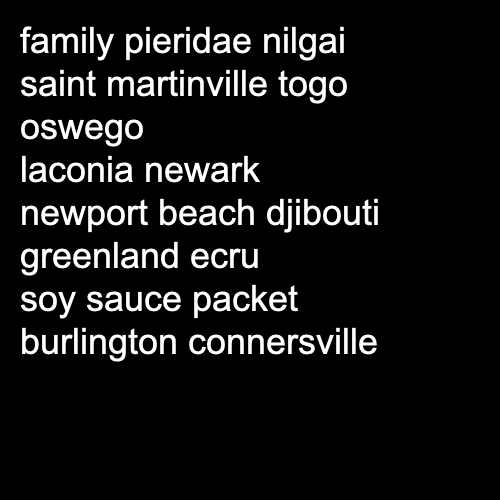 family pieridae nilgai
saint martinville togo
oswego
laconia newark
newport beach djibouti
greenland ecru
soy sauce packet
burlington connersville